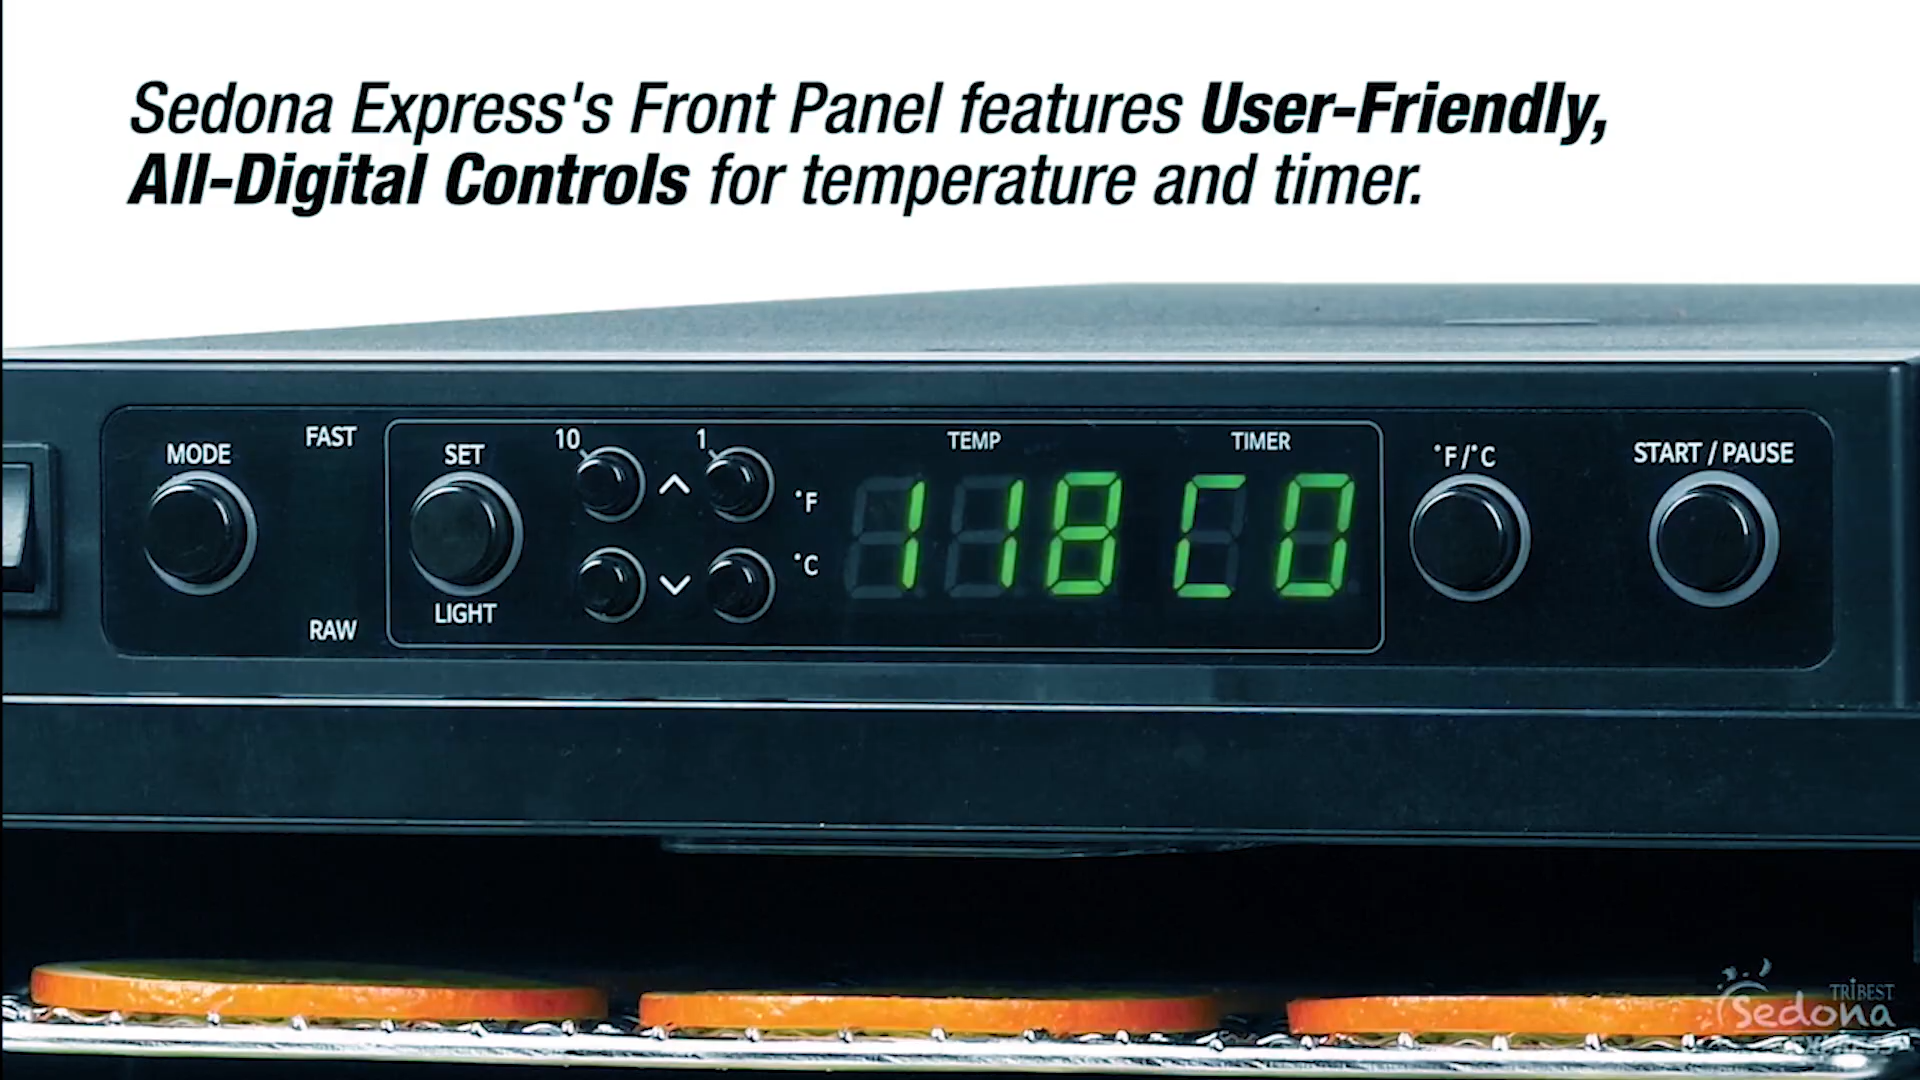 Sedona Express's Front Panel features User-Friendly,
All-Digital Controls for temperature and timer.
MODE
FAST
RAW
SET
LIGHT
10
1
°F
°C
TEMP
TIMER
118 C0
°F/°C
START / PAUSE
TRIBEST
Sedona
EXPRESS